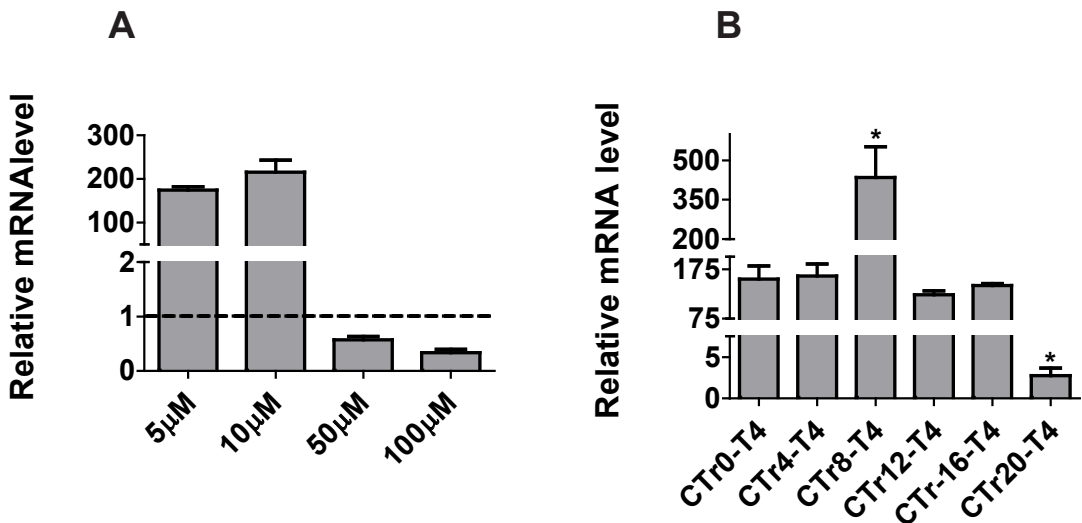 A
Relative mRNAlevel
300
200
100
2
1
0
5µM
10µM
50µM
100µM
B
Relative mRNA level
500
350
200
175
75
5
0
*
*
CTr0-T4
CTr4-T4
CTr8-T4
CTr12-T4
CTr-16-T4
CTr20-T4